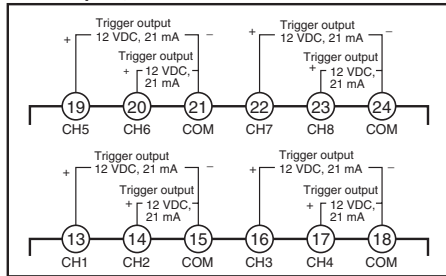 Trigger output
+ 12 VDC, 21 mA −
Trigger output
+ 12 VDC, −
21 mA
Trigger output
+ 12 VDC, 21 mA −
Trigger output
+ 12 VDC,
21 mA
19 20 21 22 23 24
CH5 CH6 COM CH7 CH8 COM
Trigger output
+ 12 VDC, 21 mA −
Trigger output
+ 12 VDC,
21 mA
Trigger output
+ 12 VDC, 21 mA −
Trigger output
+ 12 VDC,
21 mA
13 14 15 16 17 18
CH1 CH2 COM CH3 CH4 COM